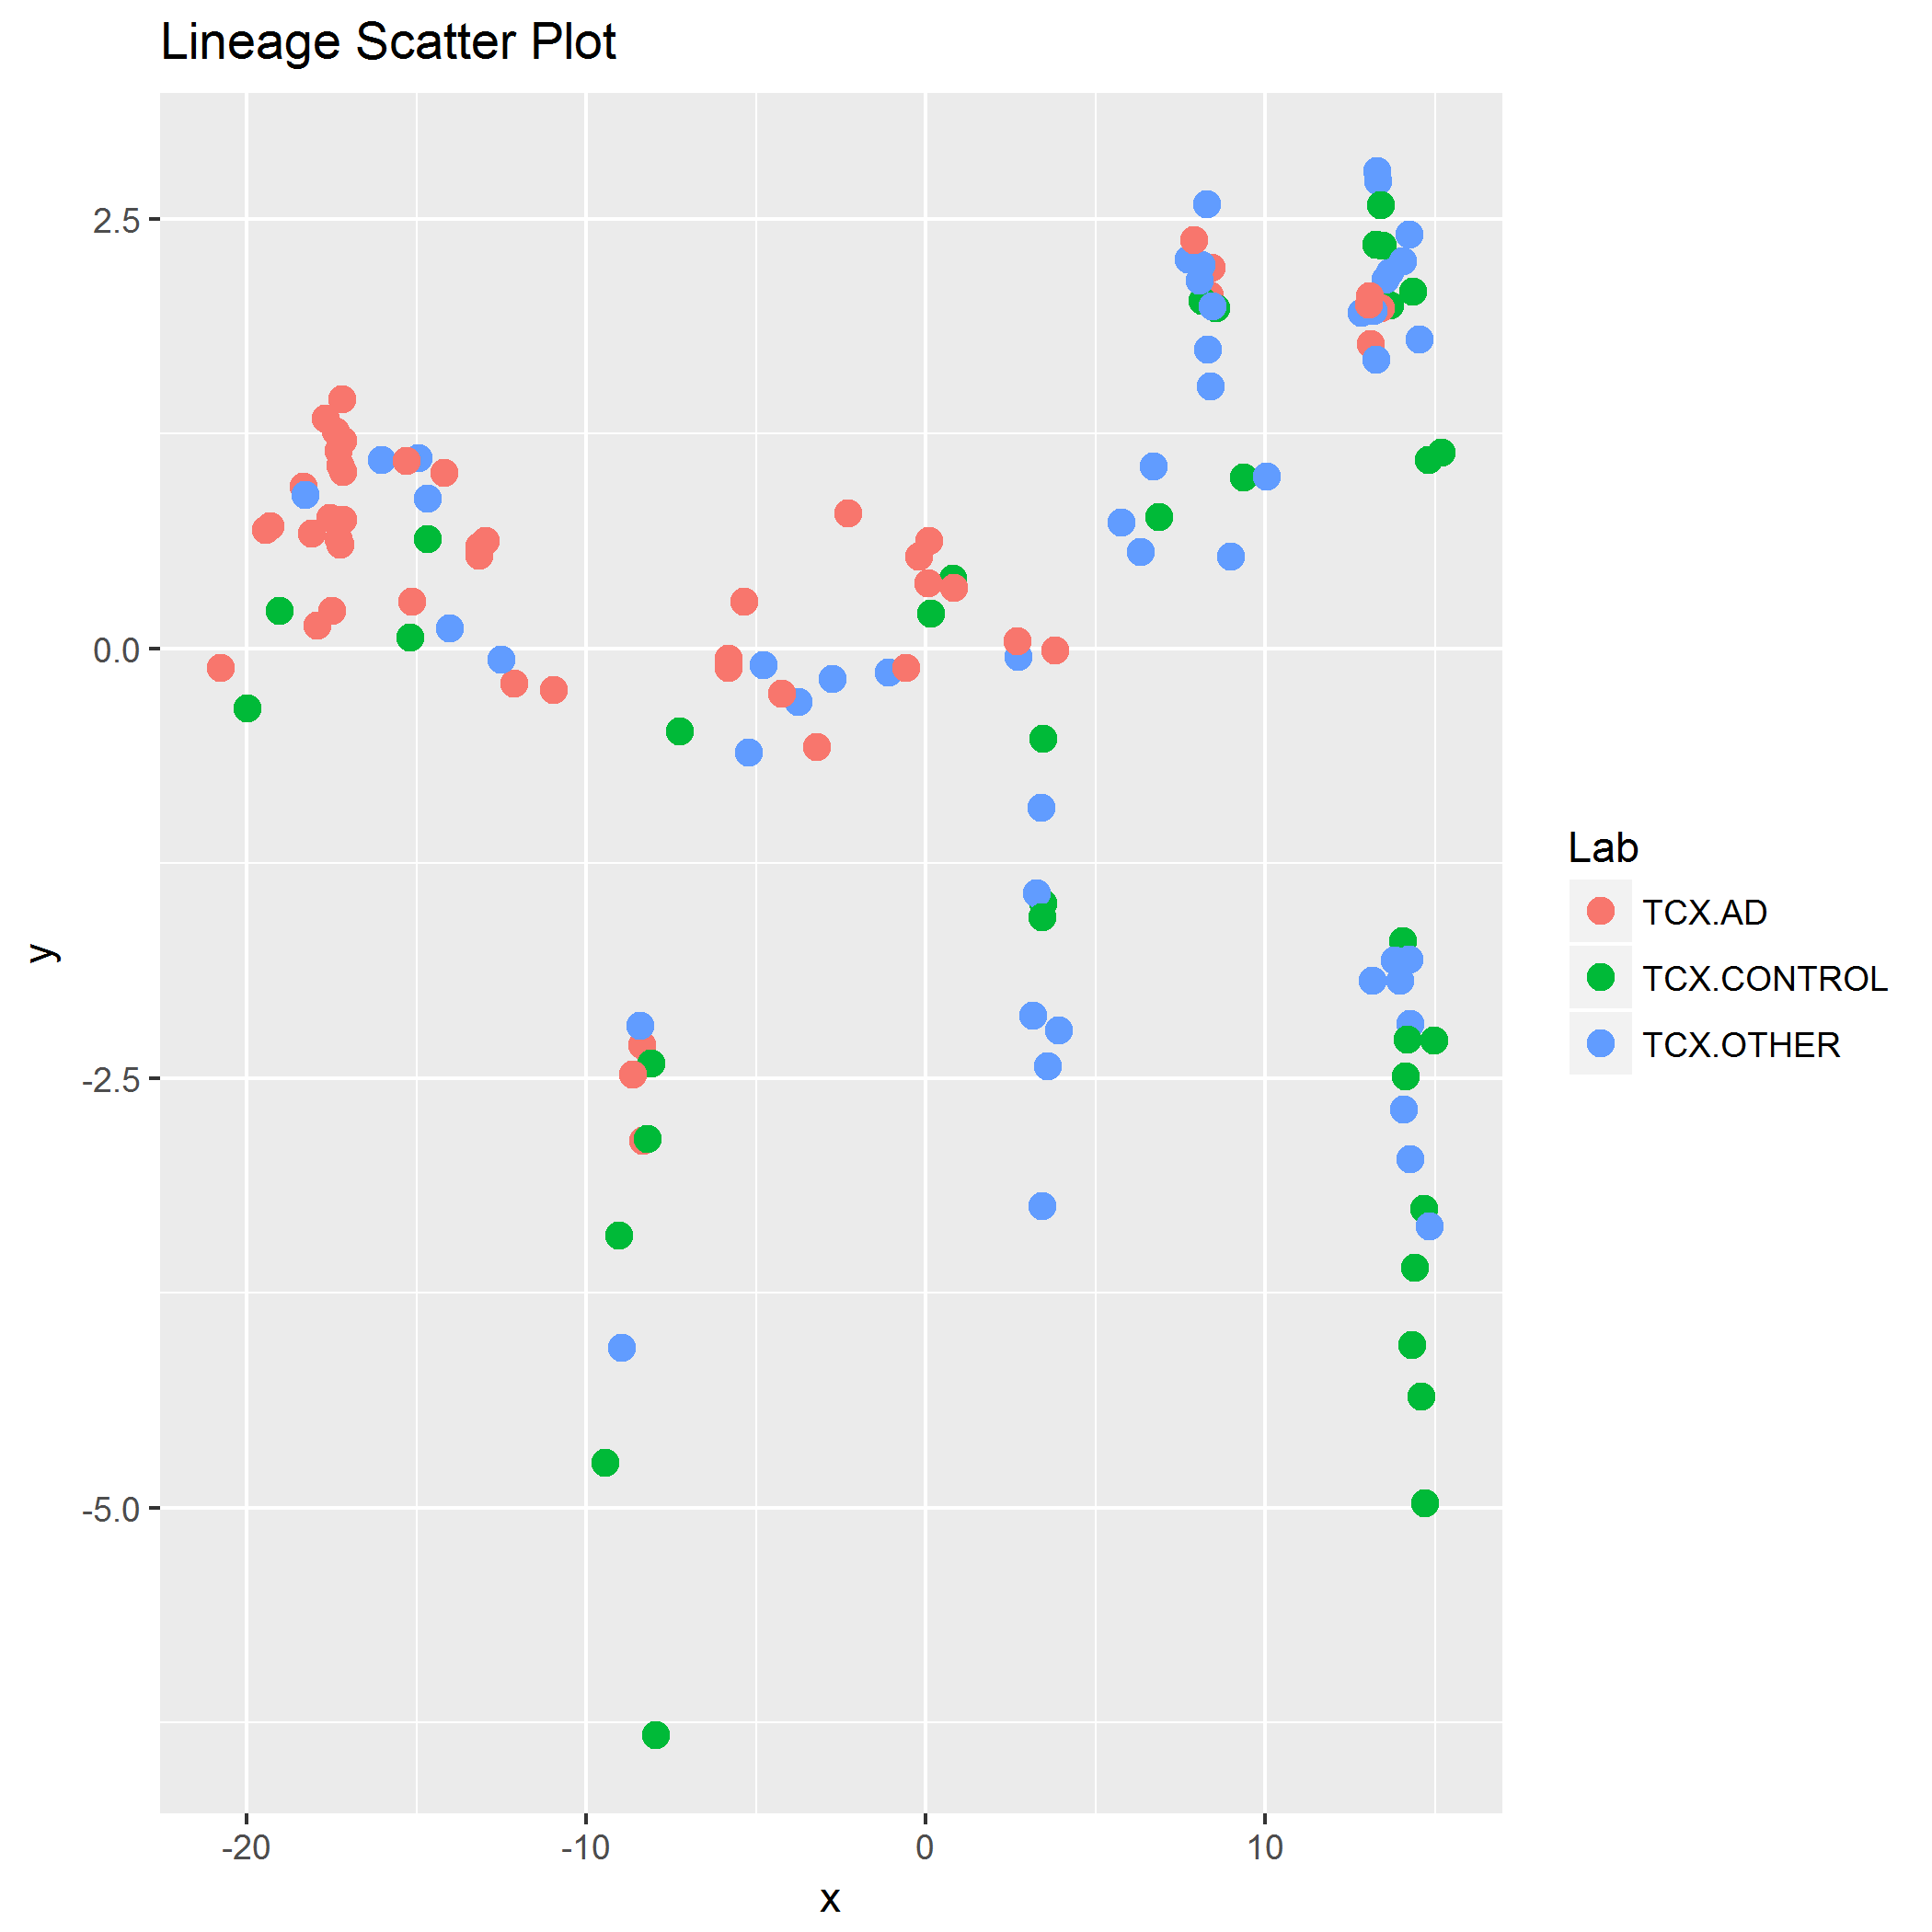 Lineage Scatter Plot
2.5
0.0
-2.5
-5.0
y
-20
-10
0
10
x
Lab
TCX.AD
TCX.CONTROL
TCX.OTHER